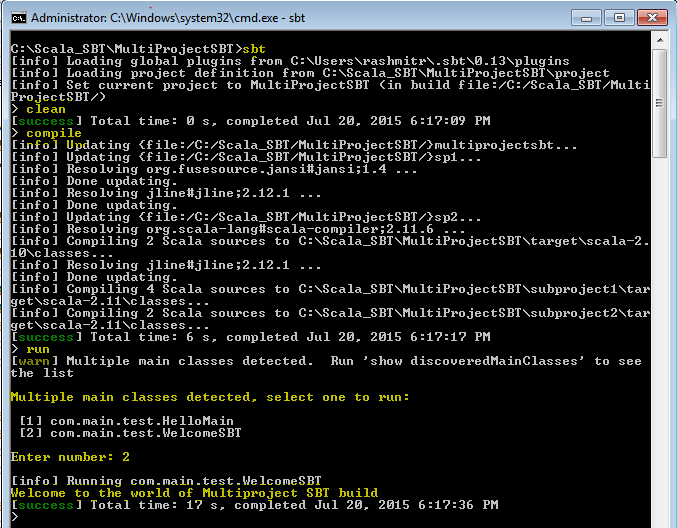 Administrator: C:\Windows\system32\cmd.exe - sbt
C:\Scala_SBT\MultiProjectSBT>sbt
[info] Loading global plugins from C:\Users\rashmitr\.sbt\0.13\plugins
[info] Loading project definition from C:\Scala_SBT\MultiProjectSBT\project
[info] Set current project to MultiProjectSBT (in build file:/C:/Scala_SBT/Multi
ProjectSBT/)
> clean
[success] Total time: 0 s, completed Jul 20, 2015 6:17:09 PM
> compile
[info] Updating {file:/C:/Scala_SBT/MultiProjectSBT/}multiprojectsbt...
[info] Updating {file:/C:/Scala_SBT/MultiProjectSBT/}sp1...
[info] Resolving org.fusesource.jansi#jansi;1.4 ...
[info] Done updating.
[info] Resolving jline#jline;2.12.1 ...
[info] Done updating.
[info] Updating {file:/C:/Scala_SBT/MultiProjectSBT/}sp2...
[info] Resolving org.scala-lang#scala-compiler;2.11.6 ...
[info] Compiling 2 Scala sources to C:\Scala_SBT\MultiProjectSBT\target\scala-2.
10\classes...
[info] Resolving jline#jline;2.12.1 ...
[info] Done updating.
[info] Compiling 4 Scala sources to C:\Scala_SBT\MultiProjectSBT\subproject1\tar
get\scala-2.11\classes...
[info] Compiling 2 Scala sources to C:\Scala_SBT\MultiProjectSBT\subproject2\tar
get\scala-2.11\classes...
[success] Total time: 6 s, completed Jul 20, 2015 6:17:17 PM
> run
[warn] Multiple main classes detected.  Run 'show discoveredMainClasses' to see
the list
Multiple main classes detected, select one to run:
[1] com.main.test.HelloMain
[2] com.main.test.WelcomeSBT
Enter number: 2
[info] Running com.main.test.WelcomeSBT
Welcome to the world of Multiproject SBT build
[success] Total time: 17 s, completed Jul 20, 2015 6:17:36 PM
>